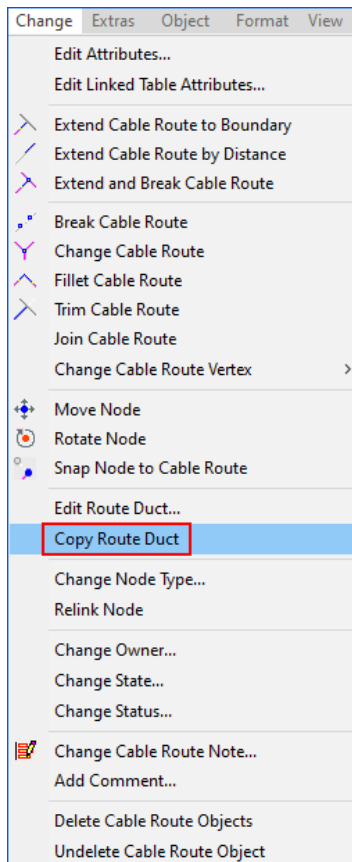 Change Extras Object Format View
Edit Attributes...
Edit Linked Table Attributes...
Extend Cable Route to Boundary
Extend Cable Route by Distance
Extend and Break Cable Route
Break Cable Route
Change Cable Route
Fillet Cable Route
Trim Cable Route
Join Cable Route
Change Cable Route Vertex
Move Node
Rotate Node
Snap Node to Cable Route
Edit Route Duct...
Copy Route Duct
Change Node Type...
Relink Node
Change Owner...
Change State...
Change Status...
Change Cable Route Note...
Add Comment...
Delete Cable Route Objects
Undelete Cable Route Object